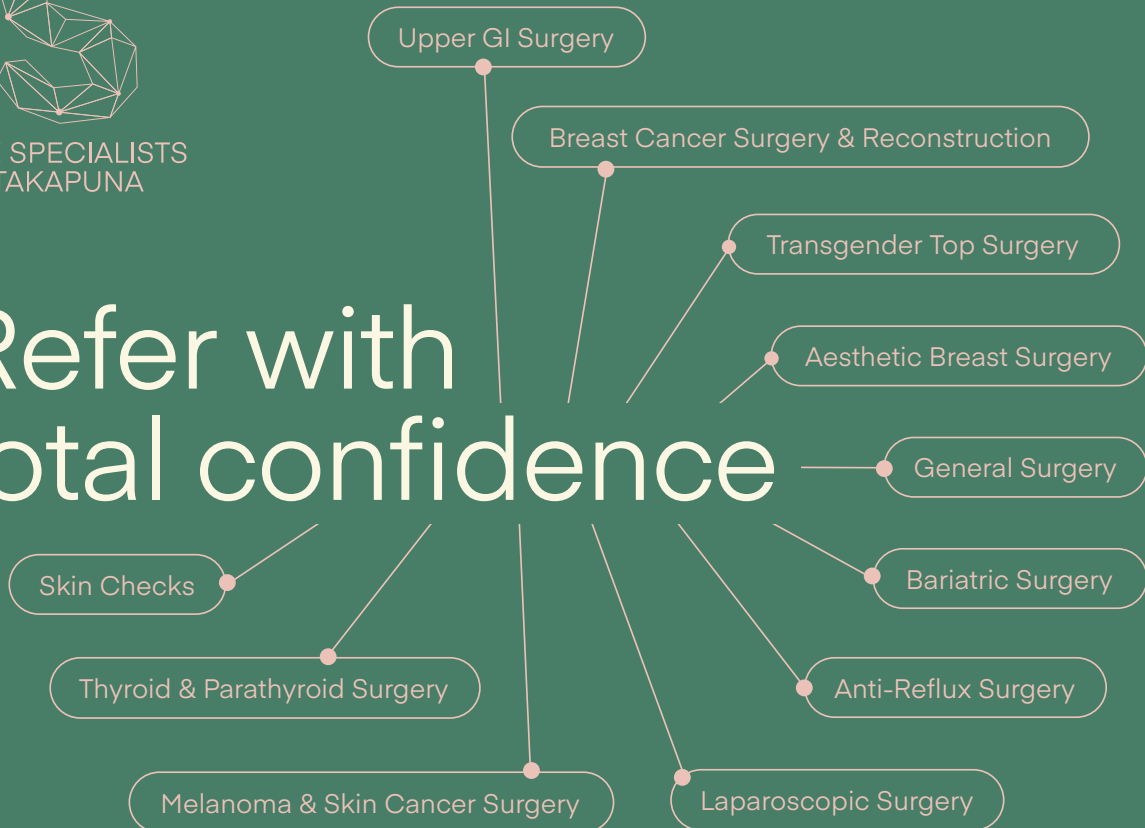 Upper GI Surgery
Breast Cancer Surgery & Reconstruction
SPECIALISTS
TAKAPUNA
Transgender Top Surgery
Refer with
otal confidence
Aesthetic Breast Surgery
General Surgery
Skin Checks
Bariatric Surgery
Thyroid & Parathyroid Surgery
Anti-Reflux Surgery
Melanoma & Skin Cancer Surgery
Laparoscopic Surgery